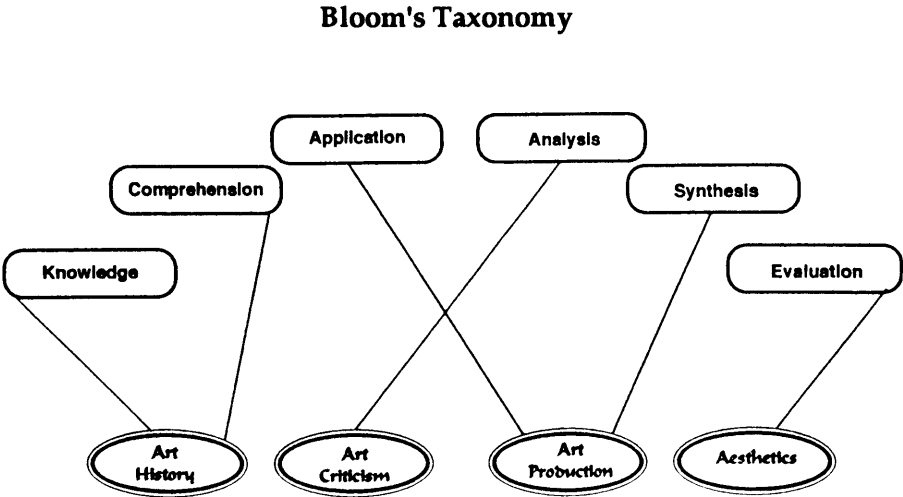 Bloom's Taxonomy
Application
Analysis
Comprehension
Synthesis
Knowledge
Evaluation
Art
History
Art
Criticism
Art
Production
Aesthetics